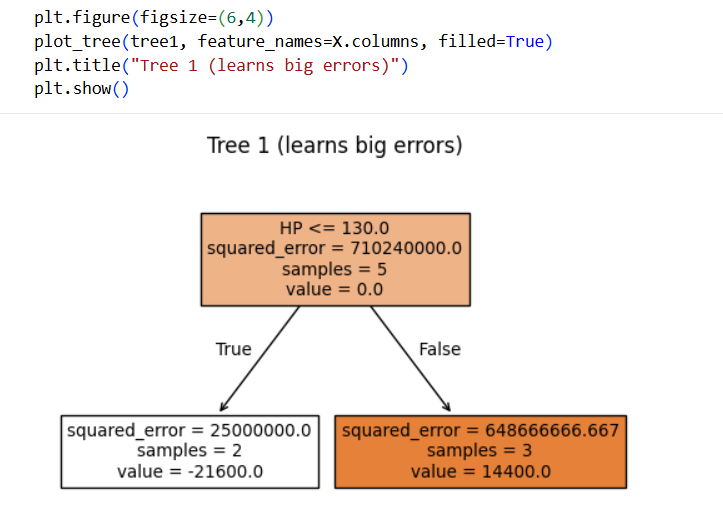 plt.figure(figsize=(6,4))
plot_tree(tree1, feature_names=X.columns, filled=True)
plt.title("Tree 1 (learns big errors)")
plt.show()
Tree 1 (learns big errors)
HP <= 130.0
squared_error = 710240000.0
samples = 5
value = 0.0
True
False
squared_error = 25000000.0
samples = 2
value = -21600.0
squared_error = 648666666.667
samples = 3
value = 14400.0